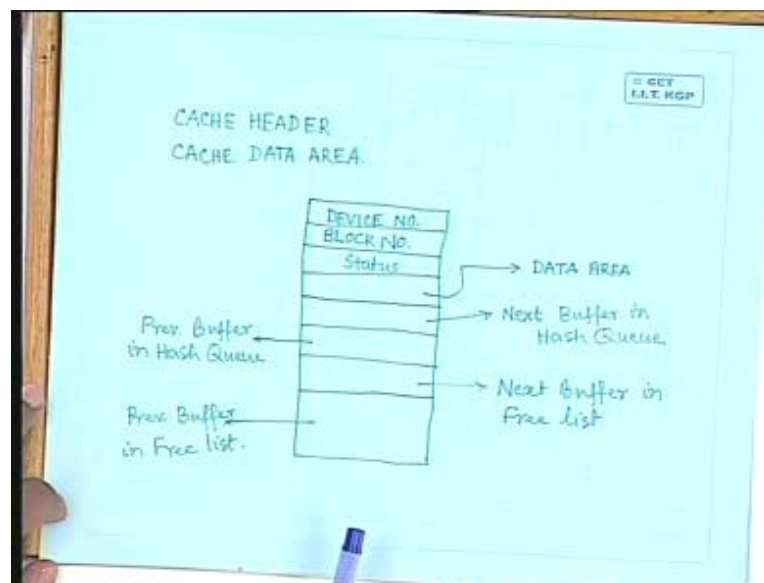 © CET
I.I.T. KGP
CACHE HEADER
CACHE DATA AREA.
DEVICE NO.
BLOCK NO.
Status
DATA AREA
Next Buffer in
Hash Queue
Prev. Buffer
in Hash Queue
Next Buffer in
Free list
Prev. Buffer
in Free list.